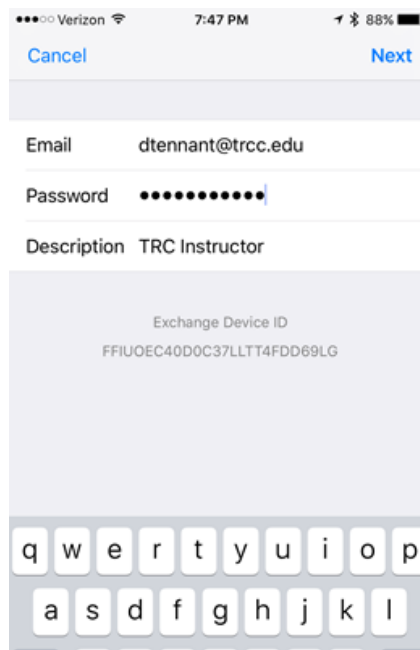 Verizon 7:47 PM 88%
Cancel Next
Email dtennant@trcc.edu
Password ●●●●●●●●●●●
Description TRC Instructor
Exchange Device ID
FFIUOEC40D0C37LLTT4FDD69LG
q w e r t y u i o p
a s d f g h j k l